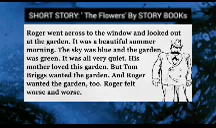 SHORT STORY: ' The Flowers' By STORY BOOKs
Roger went across to the window and looked out
at the garden. It was a beautiful summer
morning. The sky was blue and the garden
was green. It was all very quiet. His
mother loved this garden. But Tom
Briggs wanted the garden. And Roger
wanted the garden, too. Roger felt
worse and worse.